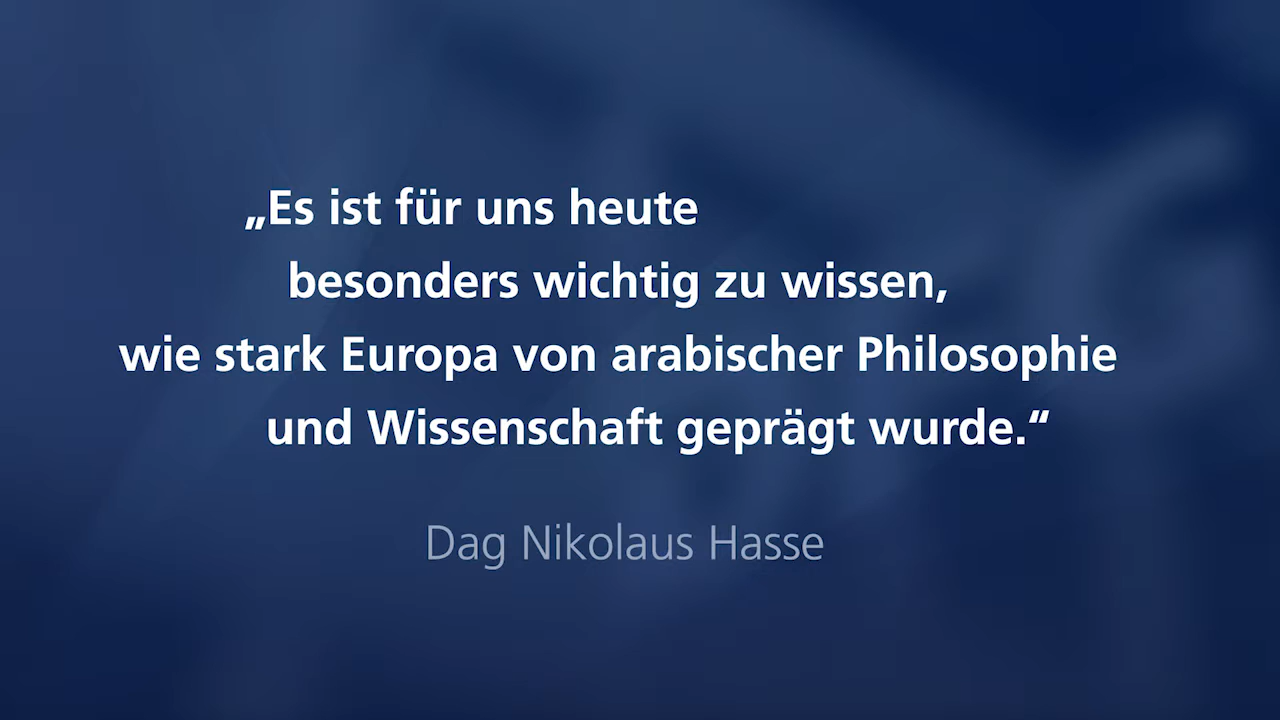 „Es ist für uns heute
besonders wichtig zu wissen,
wie stark Europa von arabischer Philosophie
und Wissenschaft geprägt wurde.“
Dag Nikolaus Hasse